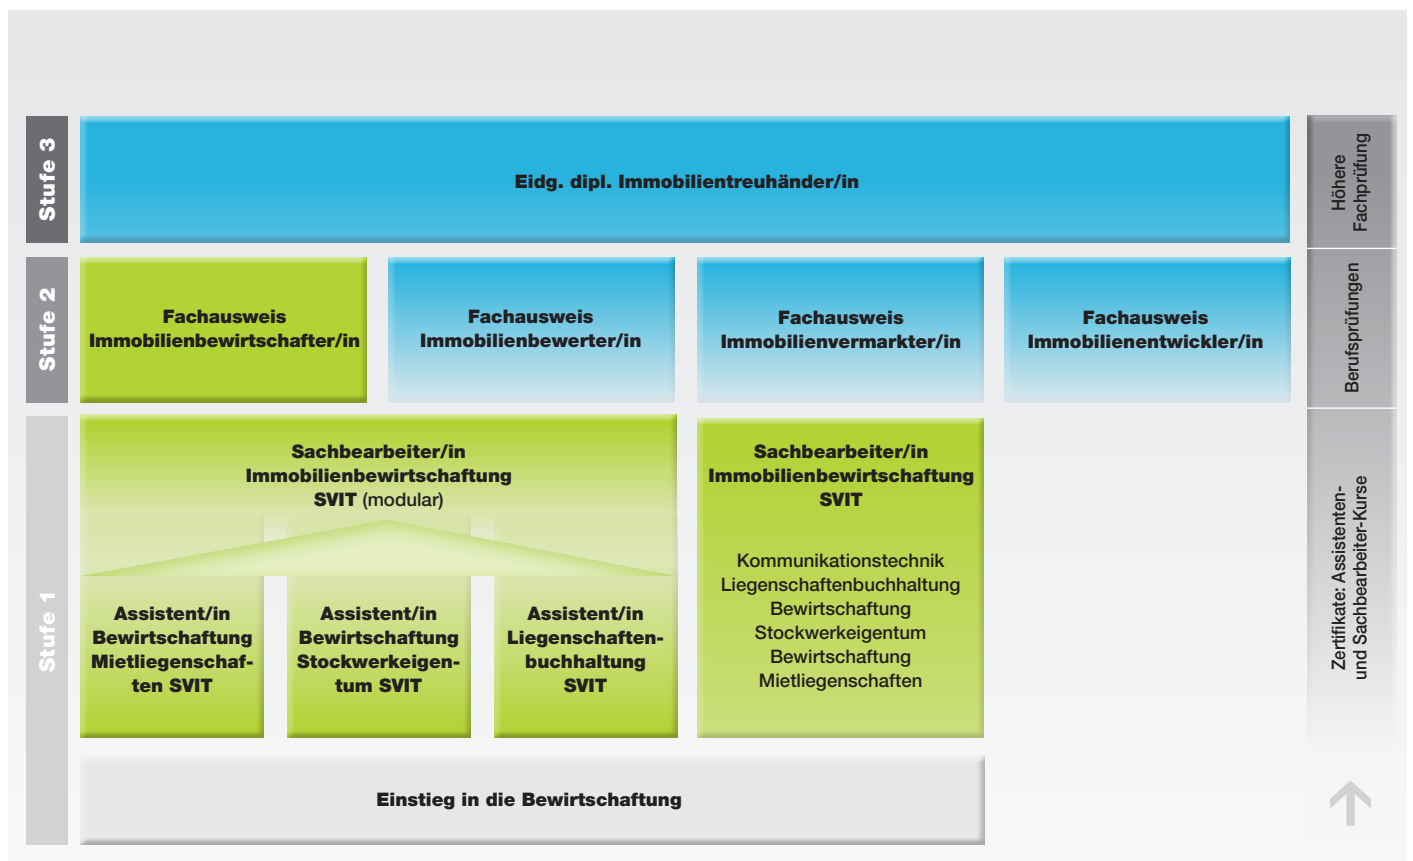 Stufe 3
Eidg. dipl. Immobilientreuhänder/in
Höhere
Fachprüfung
Stufe 2
Fachausweis
Immobilienbewirtschafter/in
Fachausweis
Immobilienbewerter/in
Fachausweis
Immobilienvermarkter/in
Fachausweis
Immobilienentwickler/in
Berufsprüfungen
Stufe 1
Sachbearbeiter/in
Immobilienbewirtschaftung
SVIT (modular)
Assistent/in
Bewirtschaftung
Mietliegenschaf-
ten SVIT
Assistent/in
Bewirtschaftung
Stockwerkeigen-
tum SVIT
Assistent/in
Liegenschaften-
buchhaltung
SVIT
Sachbearbeiter/in
Immobilienbewirtschaftung
SVIT
Kommunikationstechnik
Liegenschaftenbuchhaltung
Bewirtschaftung
Stockwerkeigentum
Bewirtschaftung
Mietliegenschaften
Zertifikate: Assistenten-
und Sachbearbeiter-Kurse
Einstieg in die Bewirtschaftung